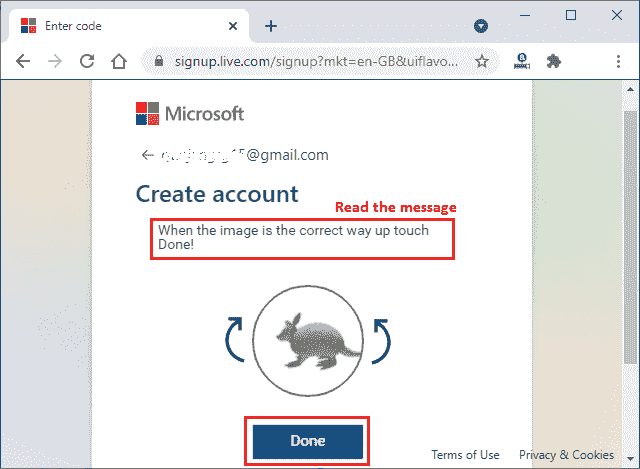 Enter code
signup.live.com/signup?mkt=en-GB&uiflavo...
Microsoft
@gmail.com
Create account
Read the message
When the image is the correct way up touch
Done!
Done
Terms of Use Privacy & Cookies